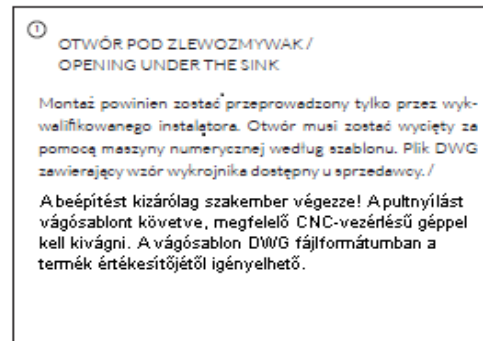 1
OTWÓR POD ZLEWOZMYWAK /
OPENING UNDER THE SINK
Montaż powinien zostać przeprowadzony tylko przez wyk-
walifikowanego instalatora. Otwór musi zostać wycięty za
pomocą maszyny numerycznej według szablonu. Plik DWG
zawierający wzór wykrojnika dostępny u sprzedawcy. /
A beépítést kizárólag szakember végezze! A pultnyílást
vágósablont követve, megfelelő CNC-vezérlésű géppel
kell kivágni. A vágósablon DWG fájlformátumban a
termék értékesítőjétől igényelhető.